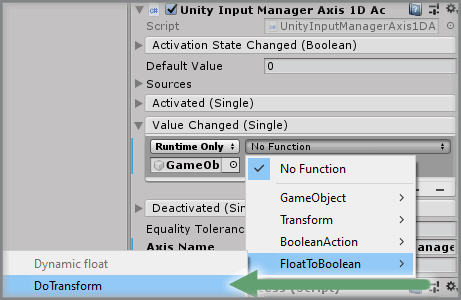 Unity Input Manager Axis 1D Ac
Script UnityInputManagerAxis1DA
Activation State Changed (Boolean)
Default Value 0
Sources
Activated (Single)
Value Changed (Single)
Runtime Only No Function
GameOb
No Function
GameObject
Deactivated (Sin
Transform
Equality Toleranc
BooleanAction
Axis Name
FloatToBoolean
Dynamic float
DoTransform
(Script)